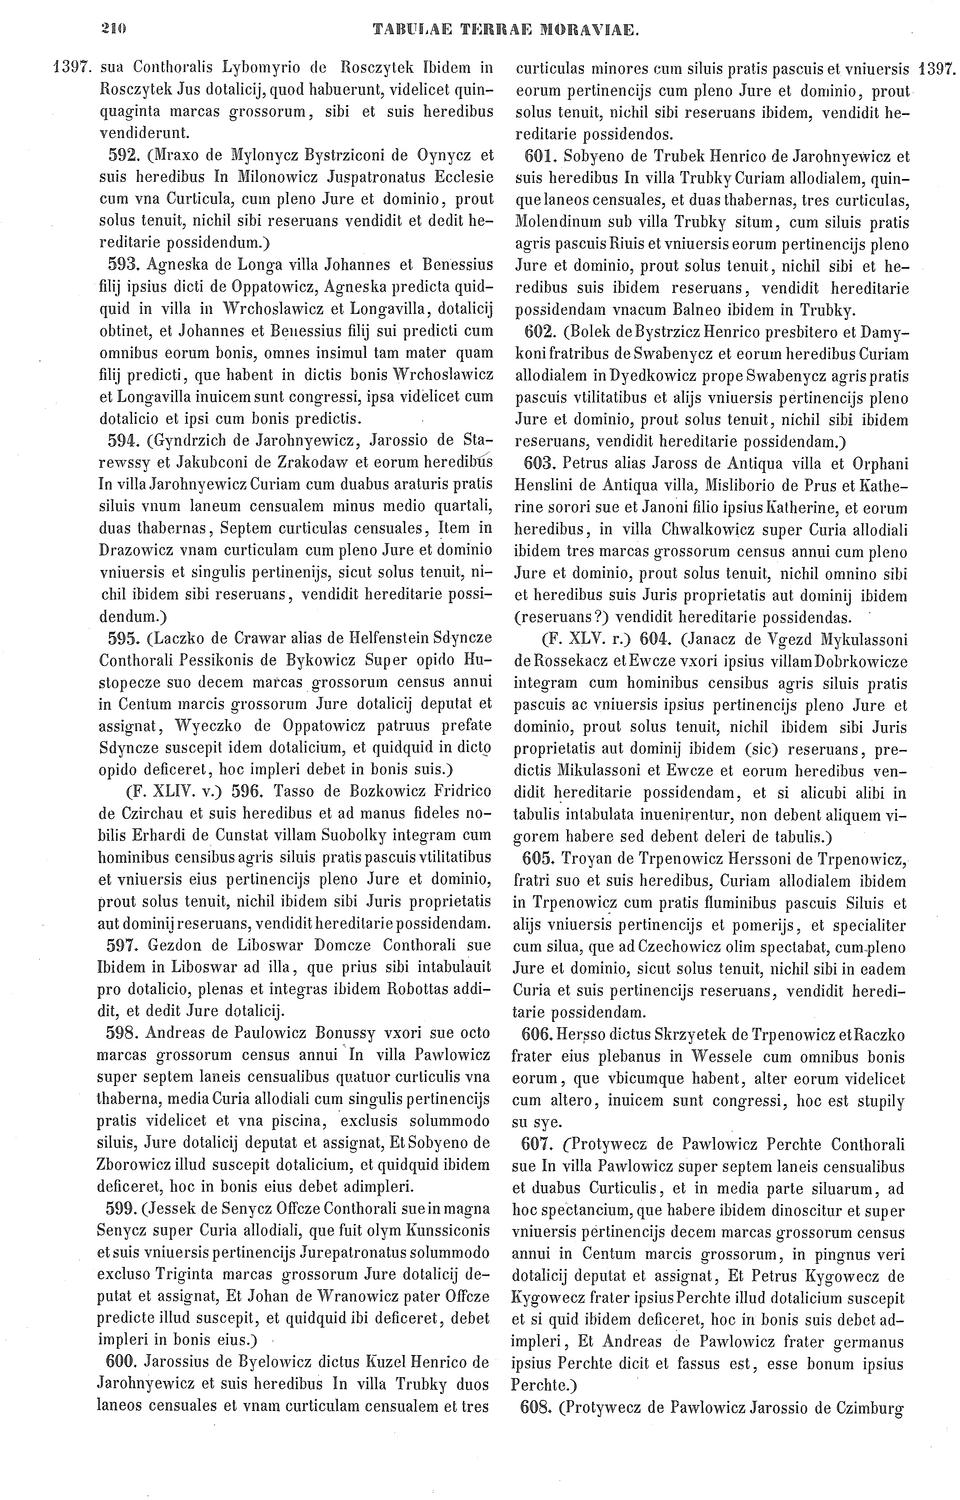 210 TABULAE TERRAE MORAVIAE.
1397. sua Conthoralis Lybomyrio de Rosczytek Ibidem in
Rosczytek Jus dotalicij, quod habuerunt, videlicet quin-
quaginta marcas grossorum, sibi et suis heredibus
vendiderunt.
592. (Mraxo de Mylonycz Bystrziconi de Oynycz et
suis heredibus In Milonowicz Juspatronatus Ecclesie
cum vna Curticula, cum pleno Jure et dominio, prout
solus tenuit, nichil sibi reseruans vendidit et dedit he-
reditarie possidendum.)
593. Agneska de Longa villa Johannes et Benessius
filij ipsius dicti de Oppatowicz, Agneska predicta quid-
quid in villa in Wrchoslawicz et Longavilla, dotalicij
obtinet, et Johannes et Benessius filij sui predicti cum
omnibus eorum bonis, omnes insimul tam mater quam
filij predicti, que habent in dictis bonis Wrchoslawicz
et Longavilla inuicem sunt congressi, ipsa videlicet cum
dotalicio et ipsi cum bonis predictis.
594. (Gyndrzich de Jarohnyewicz, Jarossio de Sta-
rewssy et Jakubconi de Zrakodaw et eorum heredibus
In villa Jarohnyewicz Curiam cum duabus araturis pratis
siluis vnum laneum censualem minus medio quartali,
duas thabernas, Septem curticulas censuales, Item in
Drazowicz vnam curticulam cum pleno Jure et dominio
vniuersis et singulis pertinenijs, sicut solus tenuit, ni-
chil ibidem sibi reseruans, vendidit hereditarie possi-
dendum.)
595. (Laczko de Crawar alias de Helfenstein Sdyncze
Conthorali Pessikonis de Bykowicz Super opido Hu-
stopecze suo decem marcas grossorum census annui
in Centum marcis grossorum Jure dotalicij deputat et
assignat, Wyeczko de Oppatowicz patruus prefate
Sdyncze suscepit idem dotalicium, et quidquid in dicto
opido deficeret, hoc impleri debet in bonis suis.)
(F. XLIV. v.) 596. Tasso de Bozkowicz Fridrico
de Czirchau et suis heredibus et ad manus fideles no-
bilis Erhardi de Cunstat villam Suobolky integram cum
hominibus censibus agris siluis pratis pascuis vtilitatibus
et vniuersis eius pertinencijs pleno Jure et dominio,
prout solus tenuit, nichil ibidem sibi Juris proprietatis
aut dominij reseruans, vendidit hereditarie possidendam.
597. Gezdon de Liboswar Domcze Conthorali sue
Ibidem in Liboswar ad illa, que prius sibi intabulauit
pro dotalicio, plenas et integras ibidem Robottas addi-
dit, et dedit Jure dotalicij.
598. Andreas de Paulowicz Bonussy vxori sue octo
marcas grossorum census annui In villa Pawlowicz
super septem laneis censualibus quatuor curticulis vna
thaberna, media Curia allodiali cum singulis pertinencijs
pratis videlicet et vna piscina, exclusis solummodo
siluis, Jure dotalicij deputat et assignat, Et Sobyeno de
Zborowicz illud suscepit dotalicium, et quidquid ibidem
deficeret, hoc in bonis eius debet adimpleri.
599. (Jessek de Senycz Offcze Conthorali sue in magna
Senycz super Curia allodiali, que fuit olym Kunssiconis
et suis vniuersis pertinencijs Jurepatronatus solummodo
excluso Triginta marcas grossorum Jure dotalicij de-
putat et assignat, Et Johan de Wranowicz pater Offcze
predicte illud suscepit, et quidquid ibi deficeret, debet
impleri in bonis eius.)
600. Jarossius de Byelowicz dictus Kuzel Henrico de
Jarohnyewicz et suis heredibus In villa Trubky duos
laneos censuales et vnam curticulam censualem et tres
curticulas minores cum siluis pratis pascuis et vniuersis 1397.
eorum pertinencijs cum pleno Jure et dominio, prout
solus tenuit, nichil sibi reseruans ibidem, vendidit he-
reditarie possidendos.
601. Sobyeno de Trubek Henrico de Jarohnyewicz et
suis heredibus In villa Trubky Curiam allodialem, quin-
que laneos censuales, et duas thabernas, tres curticulas,
Molendinum sub villa Trubky situm, cum siluis pratis
agris pascuis Riuis et vniuersis eorum pertinencijs pleno
Jure et dominio, prout solus tenuit, nichil sibi et he-
redibus suis ibidem reseruans, vendidit hereditarie
possidendam vnacum Balneo ibidem in Trubky.
602. (Bolek de Bystrzicz Henrico presbitero et Damy-
koni fratribus de Swabenycz et eorum heredibus Curiam
allodialem in Dyedkowicz prope Swabenycz agris pratis
pascuis vtilitatibus et alijs vniuersis pertinencijs pleno
Jure et dominio, prout solus tenuit, nichil sibi ibidem
reseruans, vendidit hereditarie possidendam.)
603. Petrus alias Jaross de Antiqua villa et Orphani
Henslini de Antiqua villa, Misliborio de Prus et Kathe-
rine sorori sue et Janoni filio ipsius Katherine, et eorum
heredibus, in villa Chwalkowicz super Curia allodiali
ibidem tres marcas grossorum census annui cum pleno
Jure et dominio, prout solus tenuit, nichil omnino sibi
et heredibus suis Juris proprietatis aut dominij ibidem
(reseruans?) vendidit hereditarie possidendas.
(F. XLV. r.) 604. (Janacz de Vgezd Mykulassoni
de Rossekacz et Ewcze vxori ipsius villam Dobrkowicze
integram cum hominibus censibus agris siluis pratis
pascuis ac vniuersis ipsius pertinencijs pleno Jure et
dominio, prout solus tenuit, nichil ibidem sibi Juris
proprietatis aut dominij ibidem (sic) reseruans, pre-
dictis Mikulassoni et Ewcze et eorum heredibus ven-
didit hereditarie possidendam, et si alicubi alibi in
tabulis intabulata inuenirentur, non debent aliquem vi-
gorem habere sed debent deleri de tabulis.)
605. Troyan de Trpenowicz Herssoni de Trpenowicz,
fratri suo et suis heredibus, Curiam allodialem ibidem
in Trpenowicz cum pratis fluminibus pascuis Siluis et
alijs vniuersis pertinencijs et pomerijs, et specialiter
cum silua, que ad Czechowicz olim spectabat, cum pleno
Jure et dominio, sicut solus tenuit, nichil sibi in eadem
Curia et suis pertinencijs reseruans, vendidit heredi-
tarie possidendam.
606. Hersso dictus Skrzyetek de Trpenowicz et Raczko
frater eius plebanus in Wessele cum omnibus bonis
eorum, que vbicumque habent, alter eorum videlicet
cum altero, inuicem sunt congressi, hoc est stupily
su sye.
607. (Protywecz de Pawlowicz Perchte Conthorali
sue In villa Pawlowicz super septem laneis censualibus
et duabus Curticulis, et in media parte siluarum, ad
hoc spectancium, que habere ibidem dinoscitur et super
vniuersis pertinencijs decem marcas grossorum census
annui in Centum marcis grossorum, in pingnus veri
dotalicij deputat et assignat, Et Petrus Kygowecz de
Kygowecz frater ipsius Perchte illud dotalicium suscepit
et si quid ibidem deficeret, hoc in bonis suis debet ad-
impleri, Et Andreas de Pawlowicz frater germanus
ipsius Perchte dicit et fassus est, esse bonum ipsius
Perchte.)
608. (Protywecz de Pawlowicz Jarossio de Czimburg